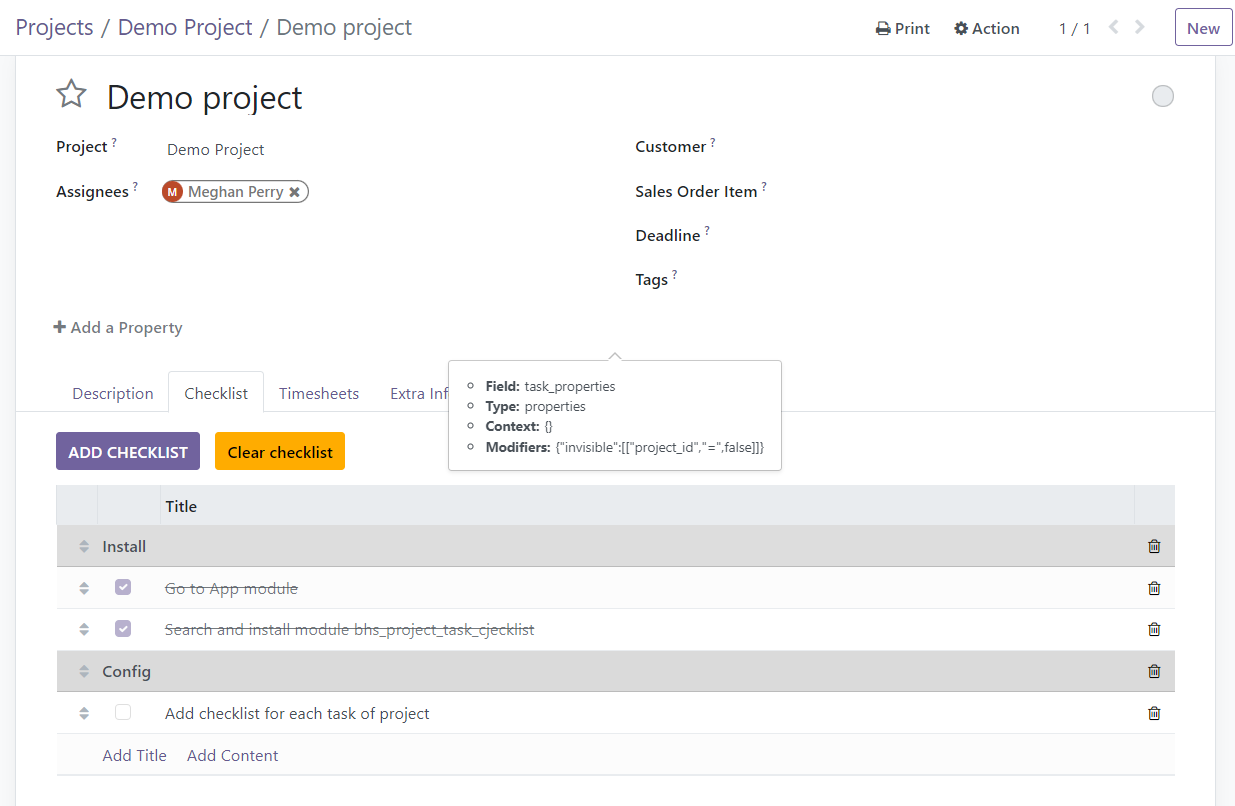 Projects / Demo Project / Demo project
Print Action 1 / 1 New
Demo project
Project ? Demo Project
Customer ?
Assignees ? M Meghan Perry
Sales Order Item ?
Deadline ?
Tags ?
Add a Property
Description Checklist Timesheets Extra Inf
Field: task_properties
Type: properties
Context: {}
Modifiers: {"invisible":[["project_id","=",false]]}
ADD CHECKLIST Clear checklist
Title
Install
Go to App module
Search and install module bhs_project_task_cjecklist
Config
Add checklist for each task of project
Add Title Add Content